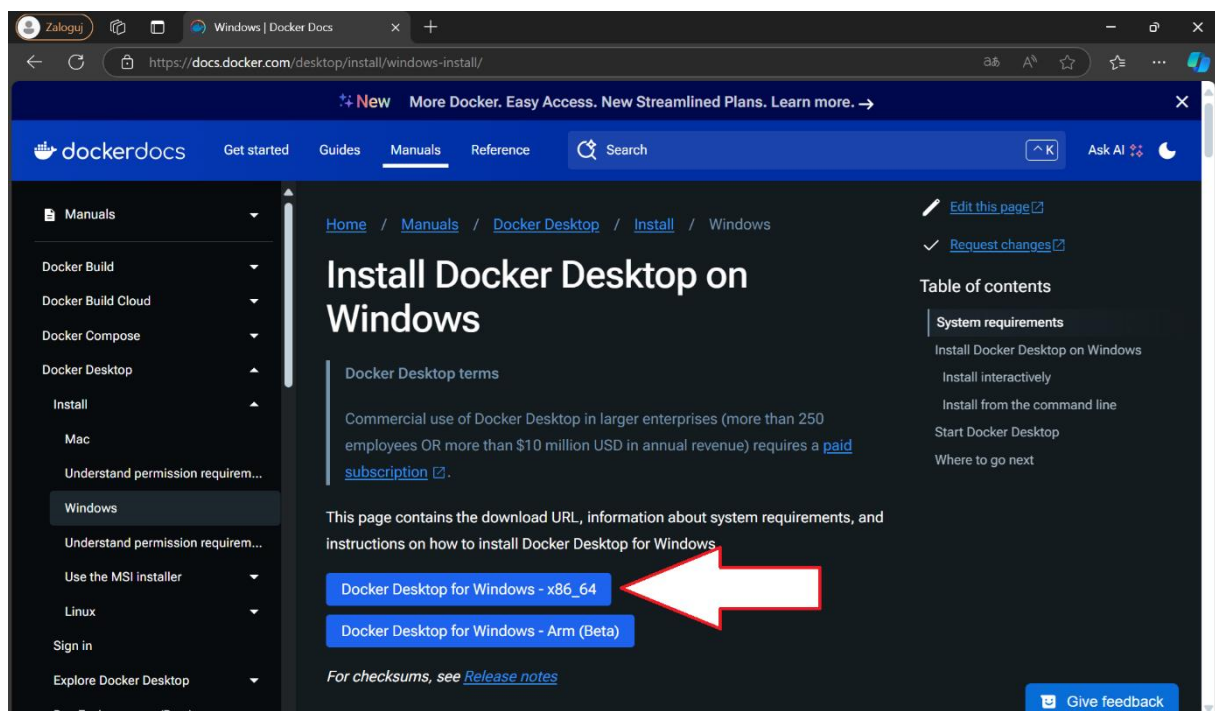 Zaloguj
Windows | Docker Docs
https://docs.docker.com/desktop/install/windows-install/
New More Docker. Easy Access. New Streamlined Plans. Learn more. →
dockerdocs
Get started
Guides
Manuals
Reference
Search
^ K
Ask AI
Manuals
Docker Build
Docker Build Cloud
Docker Compose
Docker Desktop
Install
Mac
Understand permission requirem...
Windows
Understand permission requirem...
Use the MSI installer
Linux
Sign in
Explore Docker Desktop
Home / Manuals / Docker Desktop / Install / Windows
Install Docker Desktop on
Windows
Docker Desktop terms
Commercial use of Docker Desktop in larger enterprises (more than 250
employees OR more than $10 million USD in annual revenue) requires a paid
subscription.
This page contains the download URL, information about system requirements, and
instructions on how to install Docker Desktop for Windows
Docker Desktop for Windows - x86_64
Docker Desktop for Windows - Arm (Beta)
For checksums, see Release notes
Edit this page
Request changes
Table of contents
System requirements
Install Docker Desktop on Windows
Install interactively
Install from the command line
Start Docker Desktop
Where to go next
Give feedback